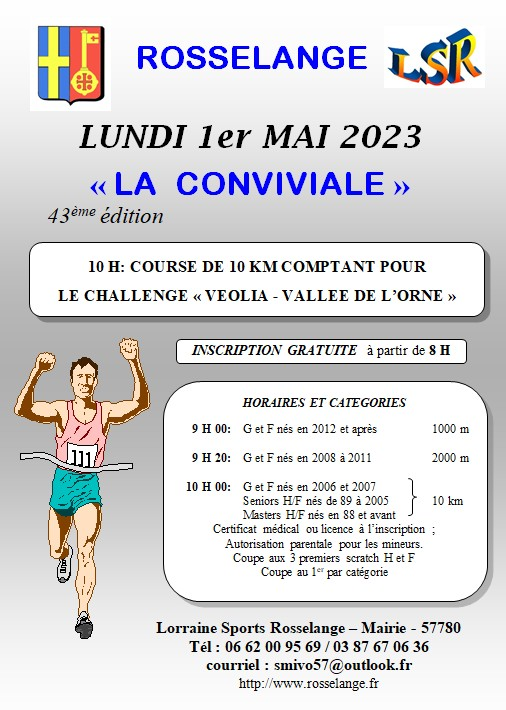 ROSSELANGE
LSR
LUNDI 1er MAI 2023
« LA CONVIVIALE »
43ème édition
10 H: COURSE DE 10 KM COMPTANT POUR
LE CHALLENGE « VEOLIA - VALLEE DE L'ORNE »
INSCRIPTION GRATUITE à partir de 8 H
HORAIRES ET CATEGORIES
9 H 00: G et F nés en 2012 et après 1000 m
9 H 20: G et F nés en 2008 à 2011 2000 m
10 H 00: G et F nés en 2006 et 2007
Seniors H/F nés de 89 à 2005 10 km
Masters H/F nés en 88 et avant
Certificat médical ou licence à l'inscription ;
Autorisation parentale pour les mineurs.
Coupe aux 3 premiers scratch H et F
Coupe au 1er par catégorie
111
Lorraine Sports Rosselange – Mairie - 57780
Tél : 06 62 00 95 69 / 03 87 67 06 36
courriel : smivo57@outlook.fr
http://www.rosselange.fr